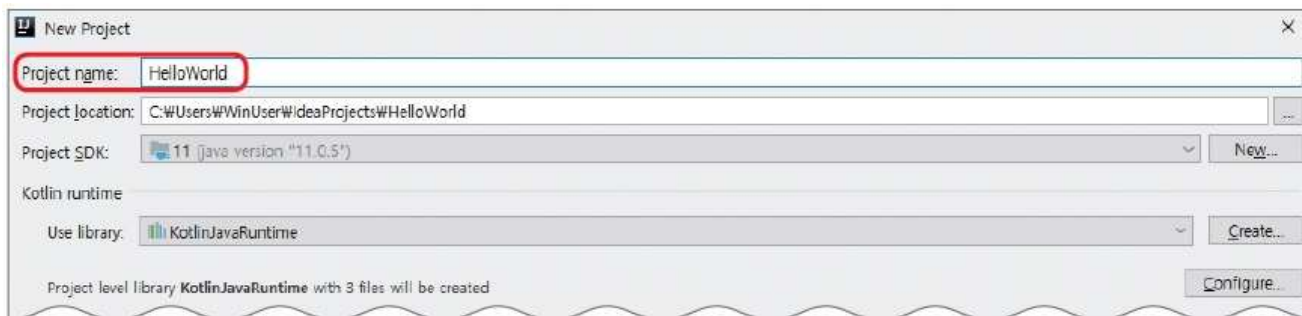 New Project
Project name: HelloWorld
Project location: C:₩Users₩WinUser₩IdeaProjects₩HelloWorld ...
Project SDK: 11 (java version "11.0.5") New...
Kotlin runtime
Use library: KotlinJavaRuntime Create...
Project level library KotlinJavaRuntime with 3 files will be created Configure...